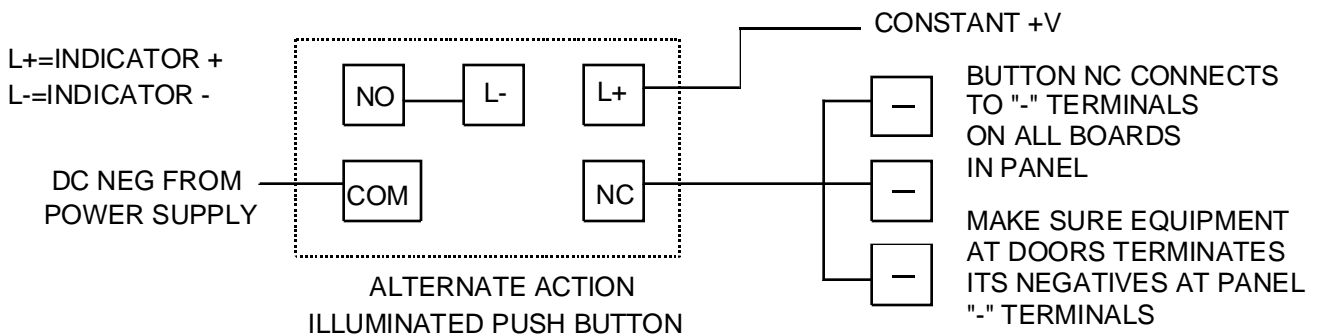 CONSTANT +V
L+=INDICATOR +
L-=INDICATOR -
NO
L-
L+
DC NEG FROM
POWER SUPPLY
COM
NC
—
—
—
BUTTON NC CONNECTS
TO "-" TERMINALS
ON ALL BOARDS
IN PANEL
MAKE SURE EQUIPMENT
AT DOORS TERMINATES
ITS NEGATIVES AT PANEL
"-" TERMINALS
ALTERNATE ACTION
ILLUMINATED PUSH BUTTON